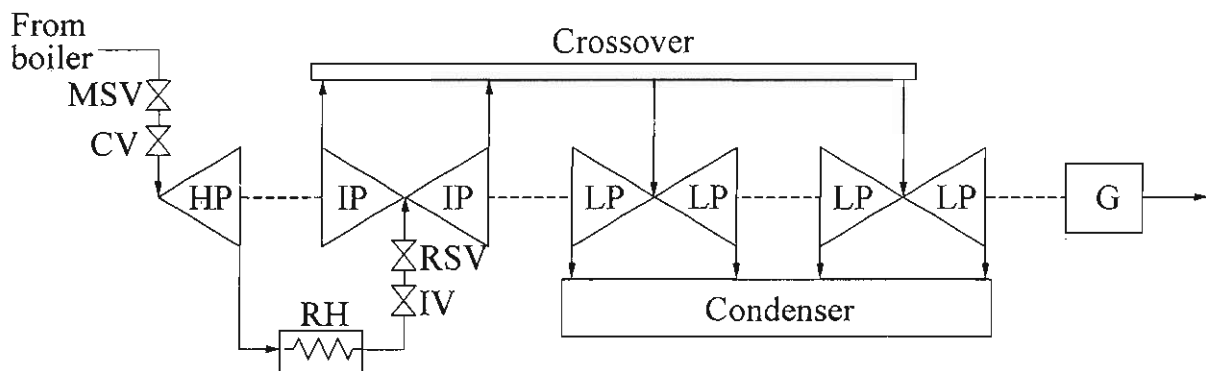 From
boiler
Crossover
MSV
CV
HP
IP
IP
LP
LP
LP
LP
G
RSV
IV
RH
Condenser